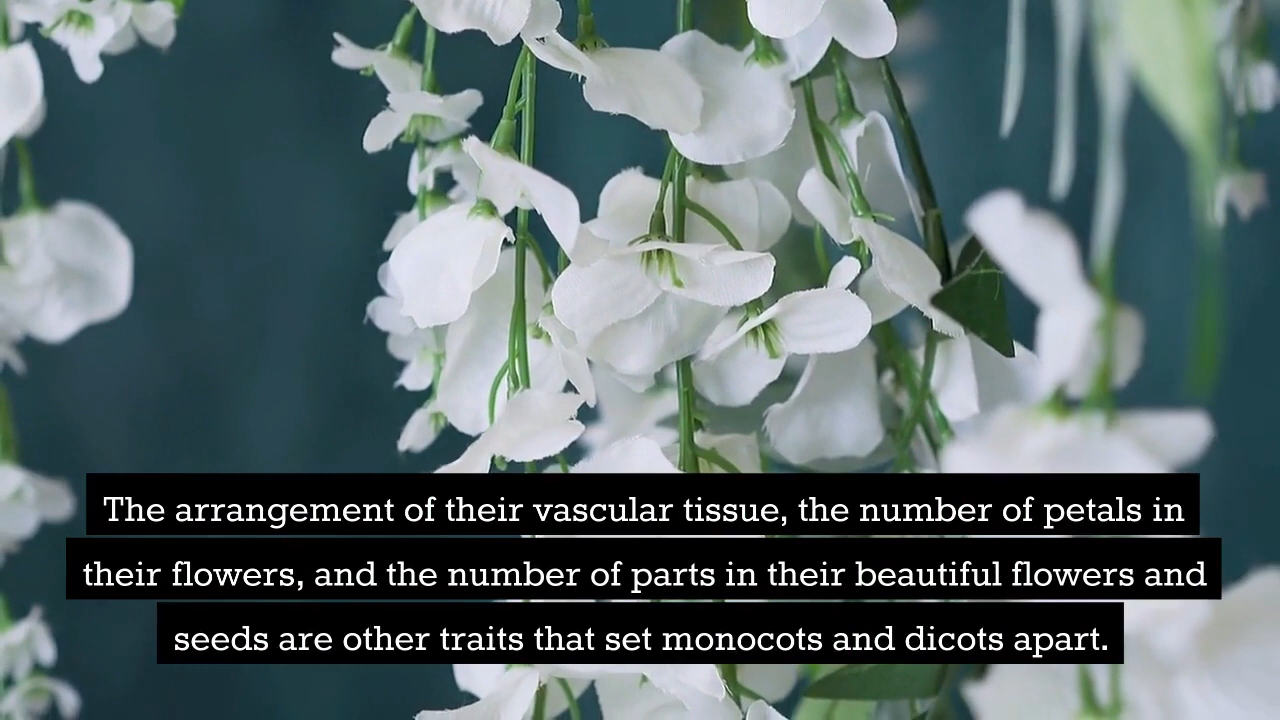 The arrangement of their vascular tissue, the number of petals in
their flowers, and the number of parts in their beautiful flowers and
seeds are other traits that set monocots and dicots apart.